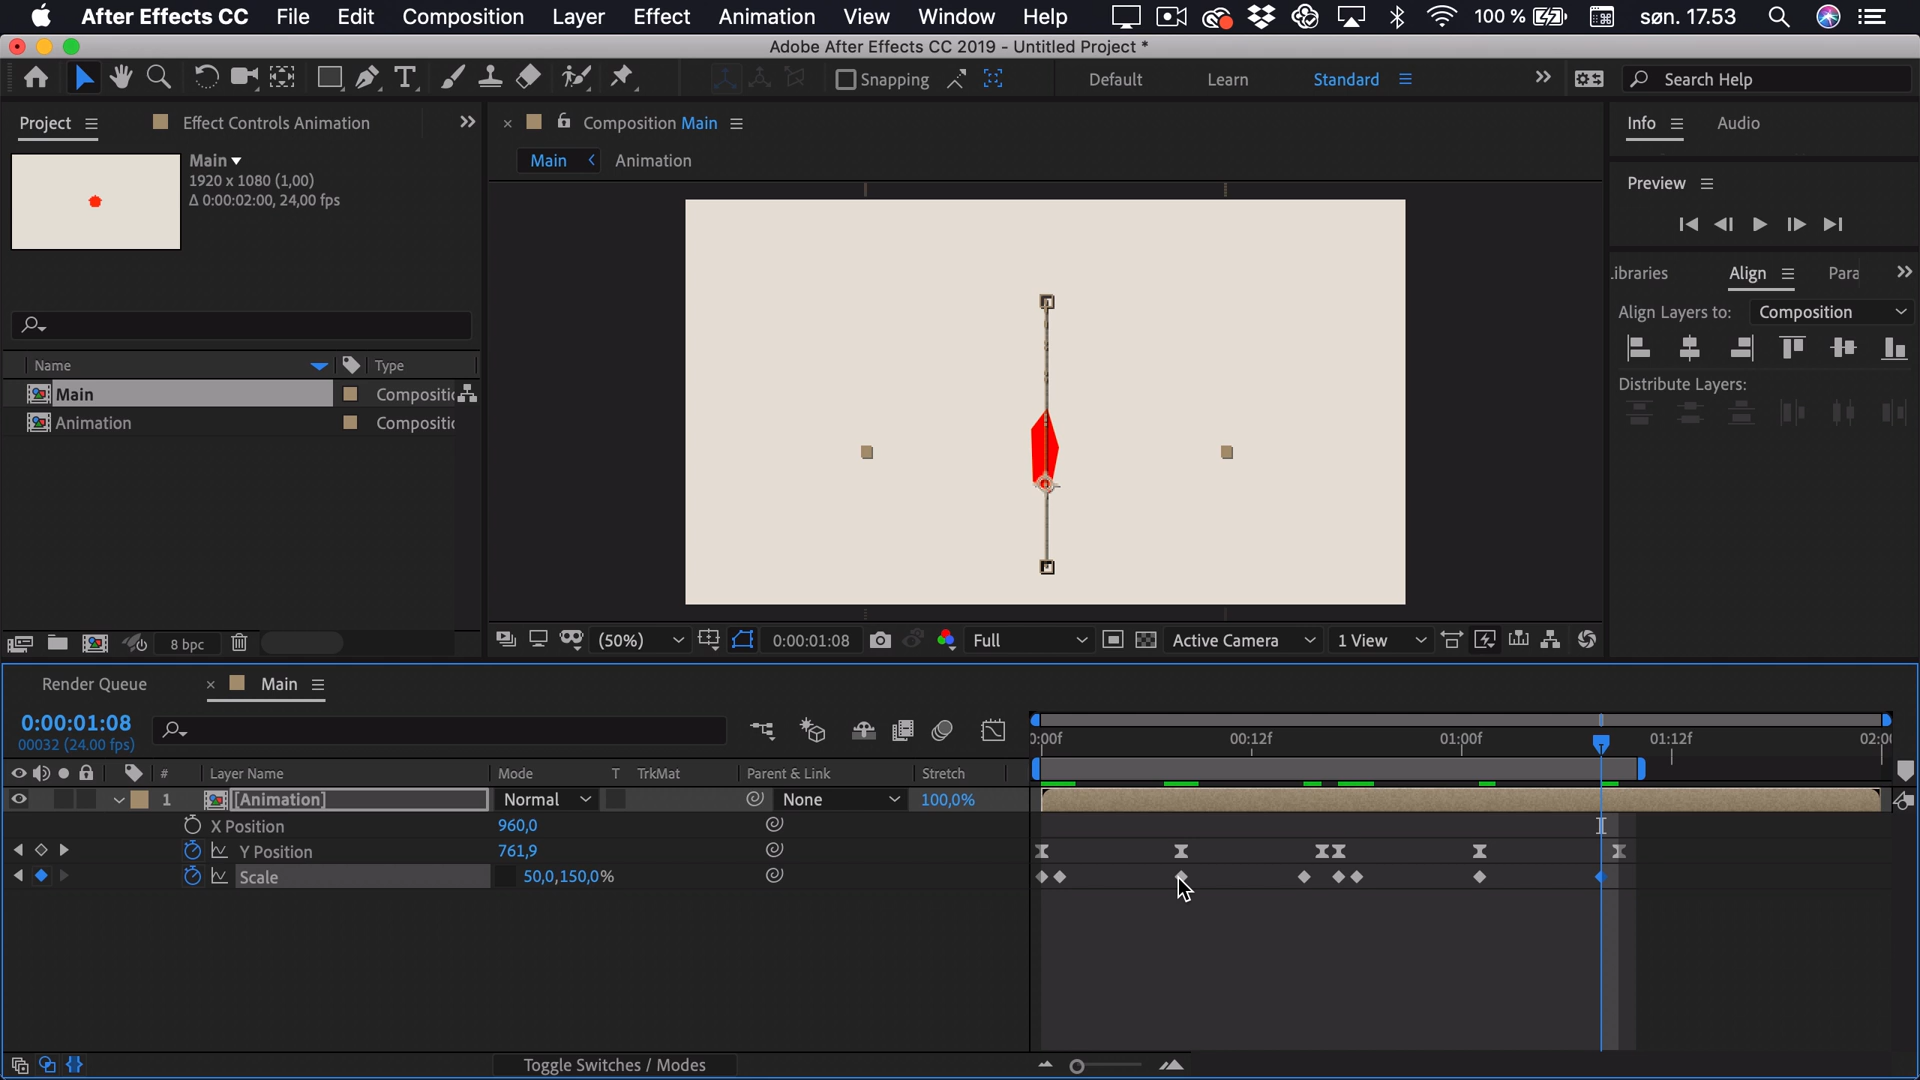 After Effects CC File Edit Composition Layer Effect Animation View Window Help 100 % søn. 17.53
Adobe After Effects CC 2019 - Untitled Project *
Snapping Default Learn Standard Search Help
Project Effect Controls Animation
Main
1920 x 1080 (1,00)
Δ 0:00:02:00, 24,00 fps
Name Type
Main Compositic
Animation Compositic
8 bpc
Composition Main
Main Animation
(50%) 0:00:01:08 Full Active Camera 1 View
Info Audio
Preview
ibraries Align Para
Align Layers to: Composition
Distribute Layers:
Render Queue Main
0:00:01:08
00032 (24.00 fps)
0:00f 00:12f 01:00f 01:12f 02:00
# Layer Name Mode T TrkMat Parent & Link Stretch
1 [Animation] Normal None 100,0%
X Position 960,0
Y Position 761,9
Scale 50,0,150,0%
Toggle Switches / Modes